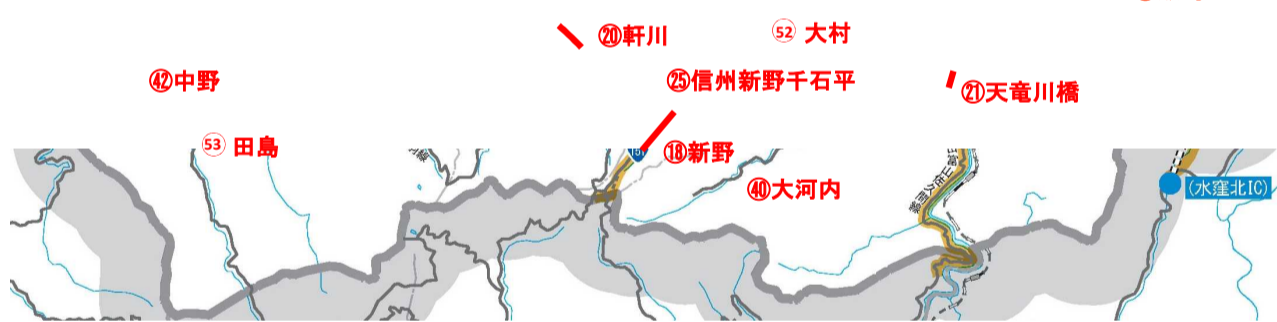 ⑳軒川
52 大村
㊷中野
㉕信州新野千石平
㉑天竜川橋
53 田島
⑱新野
151
㊵大河内
(水窪北IC)